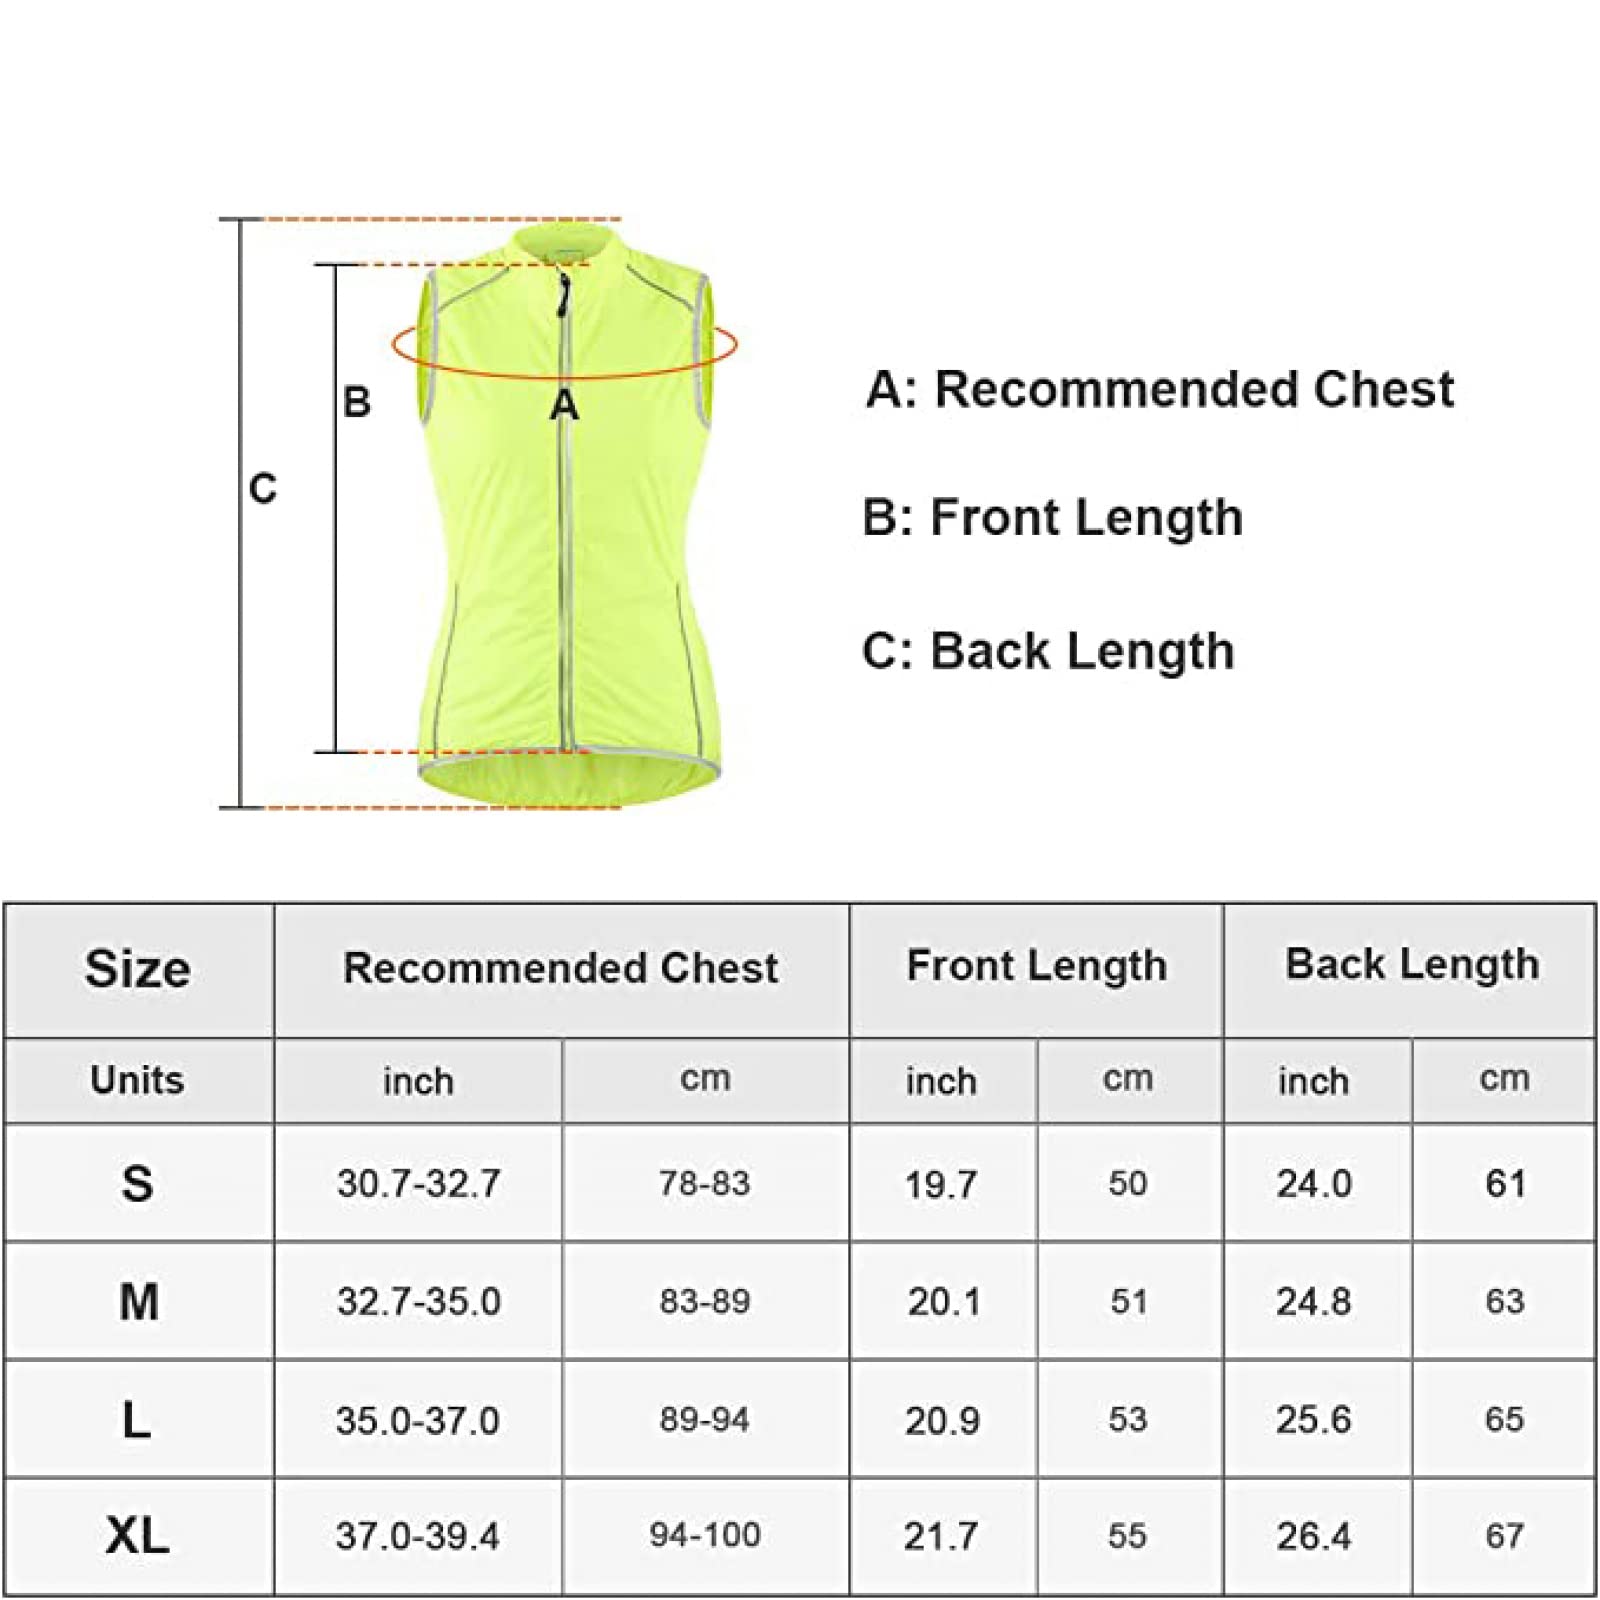 A: Recommended Chest
B
A
C
B: Front Length
C: Back Length
Size Recommended Chest Front Length Back Length
Units inch cm inch cm inch cm
S 30.7-32.7 78-83 19.7 50 24.0 61
M 32.7-35.0 83-89 20.1 51 24.8 63
L 35.0-37.0 89-94 20.9 53 25.6 65
XL 37.0-39.4 94-100 21.7 55 26.4 67